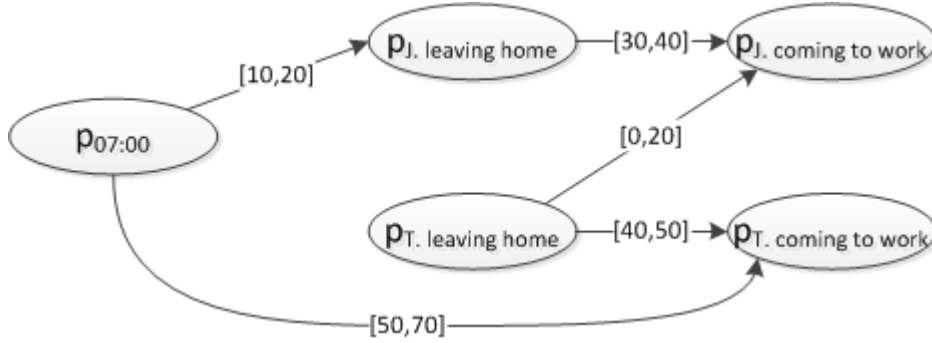 pJ. leaving home
[30,40]
pJ. coming to work
[10,20]
p07:00
[0,20]
pT. leaving home
[40,50]
pT. coming to work
[50,70]